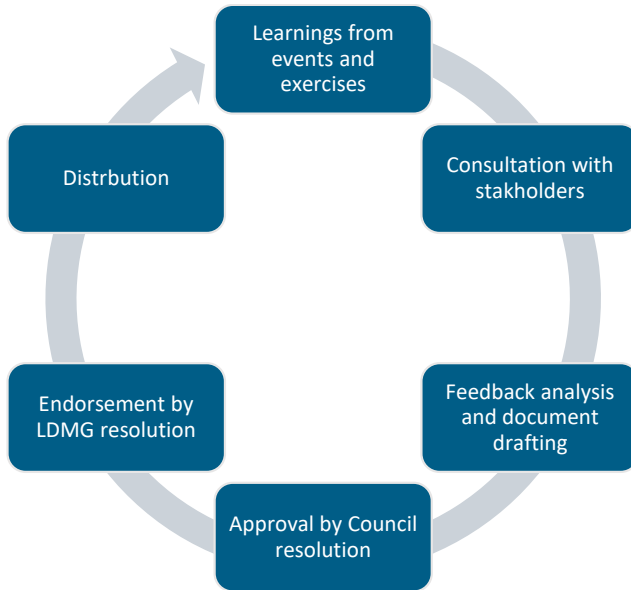 Learnings from
events and
exercises
Consultation with
stakholders
Feedback analysis
and document
drafting
Approval by Council
resolution
Endorsement by
LDMG resolution
Distrbution